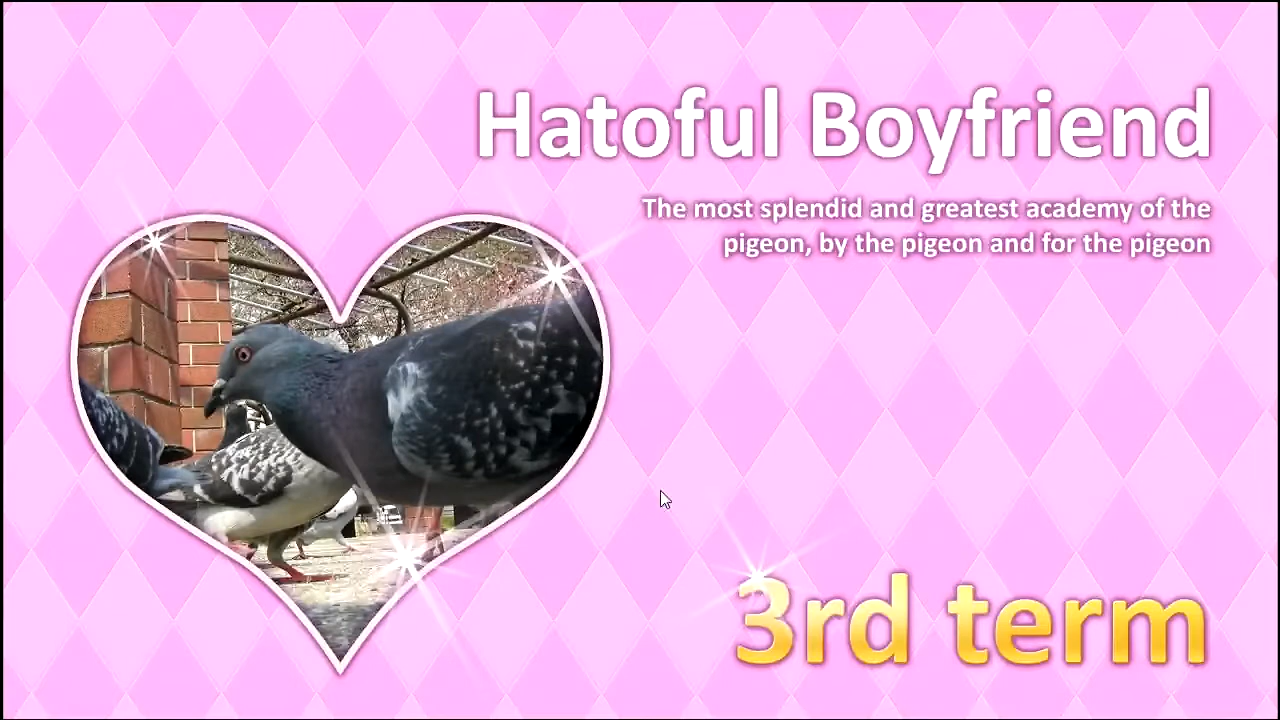 Hatoful Boyfriend
The most splendid and greatest academy of the
pigeon, by the pigeon and for the pigeon
3rd term